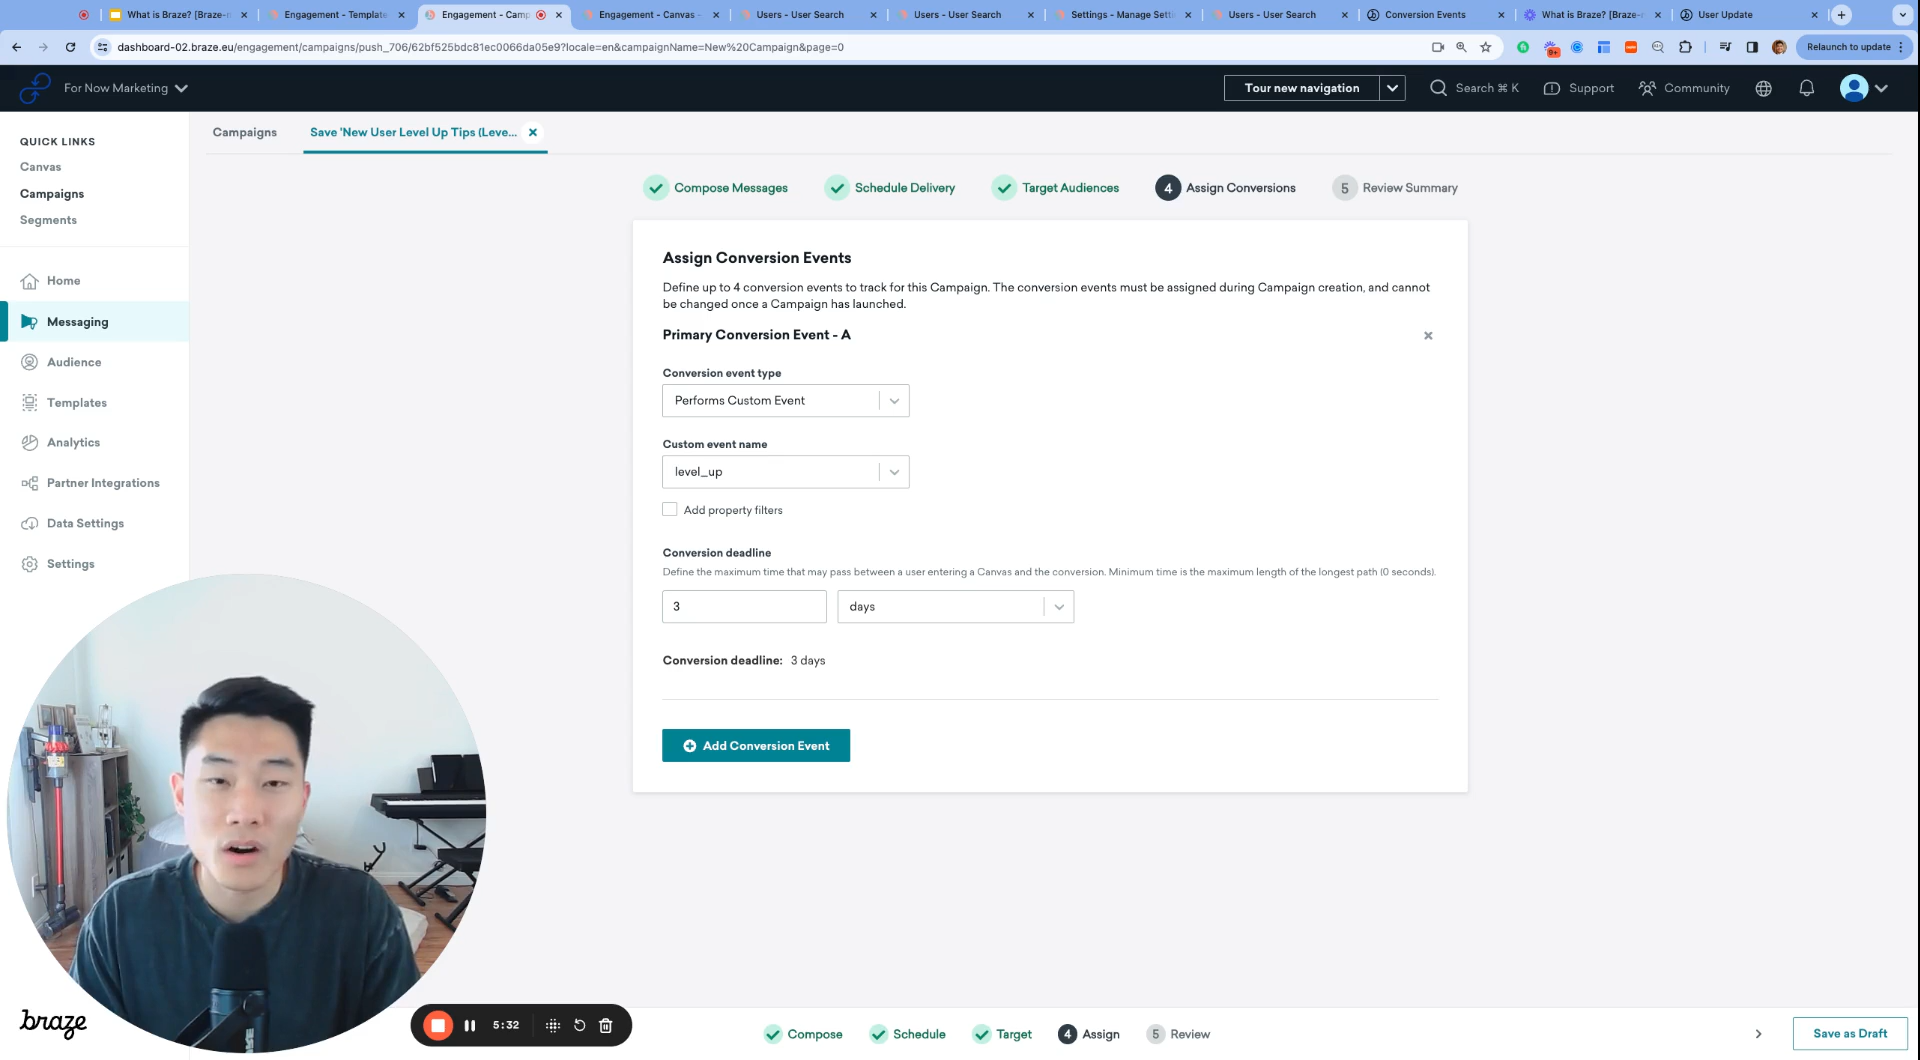 What is Braze? [Braze-
Engagement - Template
Engagement - Camp
Engagement - Canvas -
Users - User Search
Users - User Search
Settings - Manage Sett
Users - User Search
Conversion Events
What is Braze? [Braze-
User Update
dashboard-02.braze.eu/engagement/campaigns/push_706/62bf525bdc81ec0066da05e9?locale=en&campaignName=New%20Campaign&page=0
Relaunch to update
For Now Marketing
Tour new navigation
Search ⌘ K
Support
Community
QUICK LINKS
Canvas
Campaigns
Segments
Home
Messaging
Audience
Templates
Analytics
Partner Integrations
Data Settings
Settings
Campaigns
Save 'New User Level Up Tips (Leve...
Compose Messages
Schedule Delivery
Target Audiences
4 Assign Conversions
5 Review Summary
Assign Conversion Events
Define up to 4 conversion events to track for this Campaign. The conversion events must be assigned during Campaign creation, and cannot
be changed once a Campaign has launched.
Primary Conversion Event - A
Conversion event type
Performs Custom Event
Custom event name
level_up
Add property filters
Conversion deadline
Define the maximum time that may pass between a user entering a Canvas and the conversion. Minimum time is the maximum length of the longest path (0 seconds).
3
days
Conversion deadline: 3 days
Add Conversion Event
braze
5:32
Compose
Schedule
Target
4 Assign
5 Review
Save as Draft